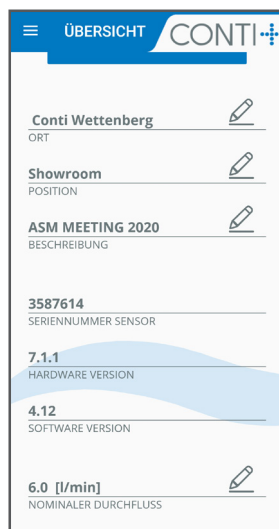 ÜBERSICHT CONTI+
Conti Wettenberg
ORT
Showroom
POSITION
ASM MEETING 2020
BESCHREIBUNG
3587614
SERIENNUMMER SENSOR
7.1.1
HARDWARE VERSION
4.12
SOFTWARE VERSION
6.0 [l/min]
NOMINALER DURCHFLUSS